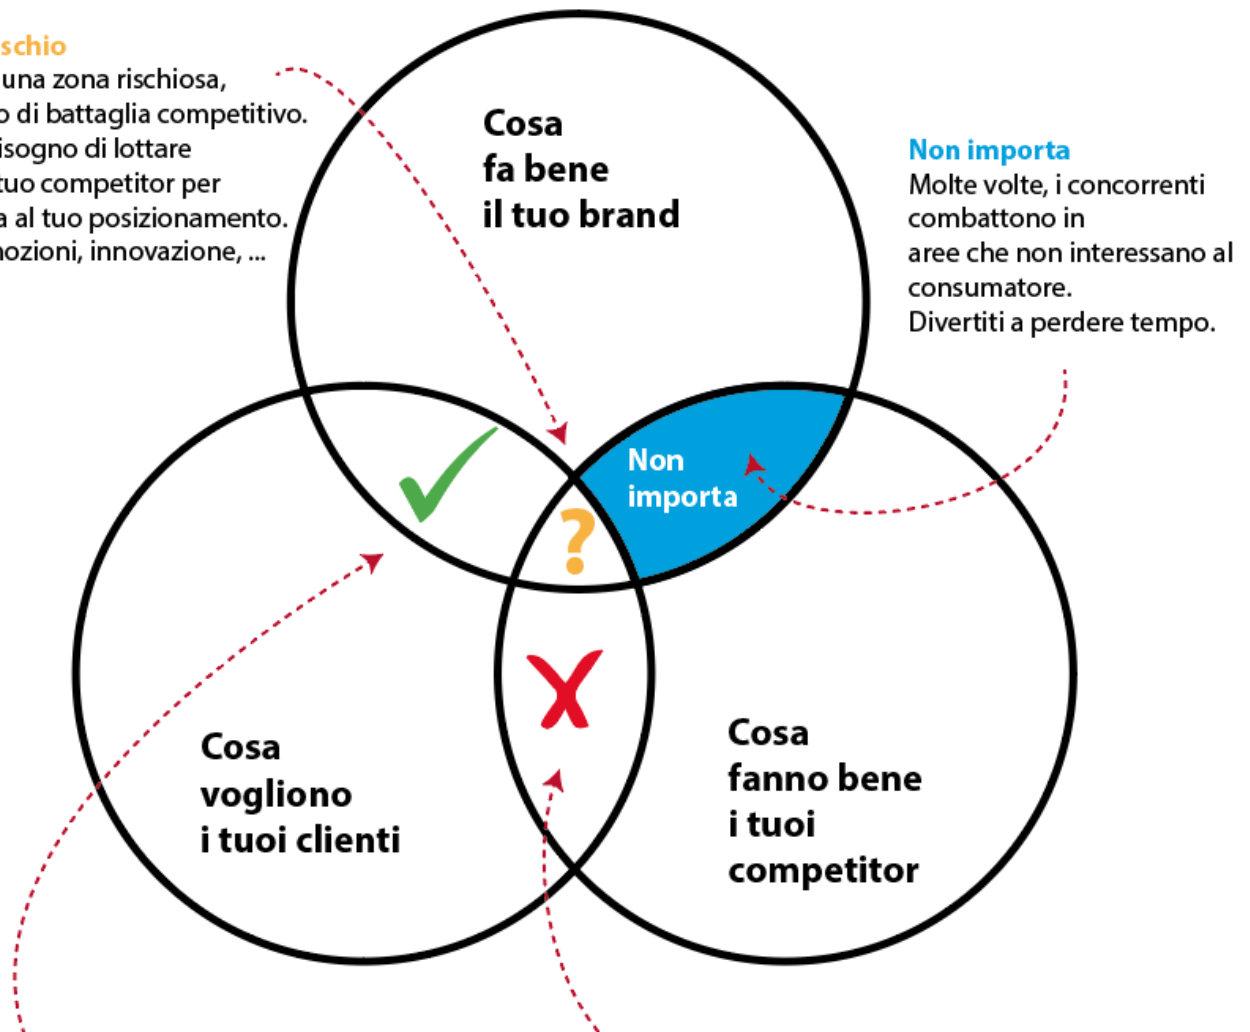 schio
una zona rischiosa,
o di battaglia competitivo.
isogno di lottare
tuo competitor per
a al tuo posizionamento.
nozioni, innovazione, ...
Cosa
fa bene
il tuo brand
Non importa
Molte volte, i concorrenti
combattono in
aree che non interessano al
consumatore.
Divertiti a perdere tempo.
Non
importa
?
Cosa
vogliono
i tuoi clienti
Cosa
fanno bene
i tuoi
competitor